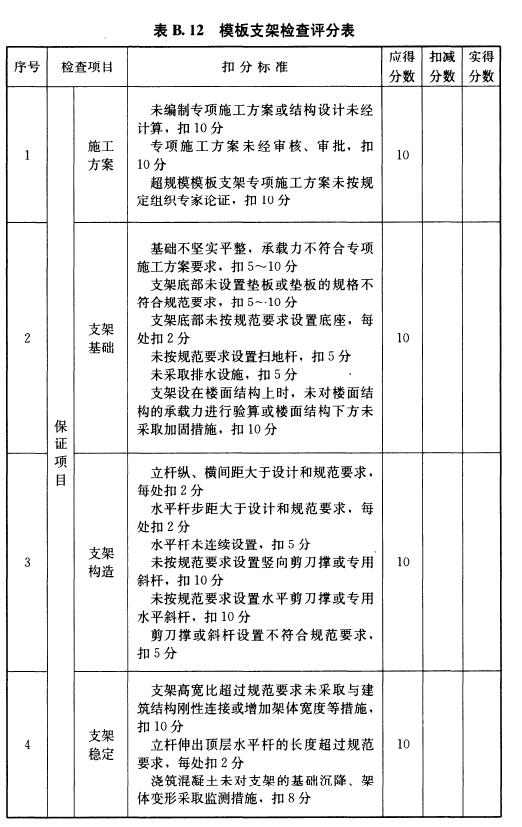 表 B.12 模板支架检查评分表
序号 检查项目 扣分标准 应得分数 扣减分数 实得分数
保证项目
1 施工方案 10
未编制专项施工方案或结构设计未经
计算，扣 10 分
专项施工方案未经审核、审批，扣
10 分
超规模模板支架专项施工方案未按规
定组织专家论证，扣 10 分
2 支架基础 10
基础不坚实平整，承载力不符合专项
施工方案要求，扣 5～10 分
支架底部未设置垫板或垫板的规格不
符合规范要求，扣 5～10 分
支架底部未按规范要求设置底座，每
处扣 2 分
未按规范要求设置扫地杆，扣 5 分
未采取排水设施，扣 5 分
支架设在楼面结构上时，未对楼面结
构的承载力进行验算或楼面结构下方未
采取加固措施，扣 10 分
3 支架构造 10
立杆纵、横间距大于设计和规范要求，
每处扣 2 分
水平杆步距大于设计和规范要求，每
处扣 2 分
水平杆未连续设置，扣 5 分
未按规范要求设置竖向剪刀撑或专用
斜杆，扣 10 分
未按规范要求设置水平剪刀撑或专用
水平斜杆，扣 10 分
剪刀撑或斜杆设置不符合规范要求，
扣 5 分
4 支架稳定 10
支架高宽比超过规范要求未采取与建
筑结构刚性连接或增加架体宽度等措施，
扣 10 分
立杆伸出顶层水平杆的长度超过规范
要求，每处扣 2 分
浇筑混凝土未对支架的基础沉降、架
体变形采取监测措施，扣 8 分